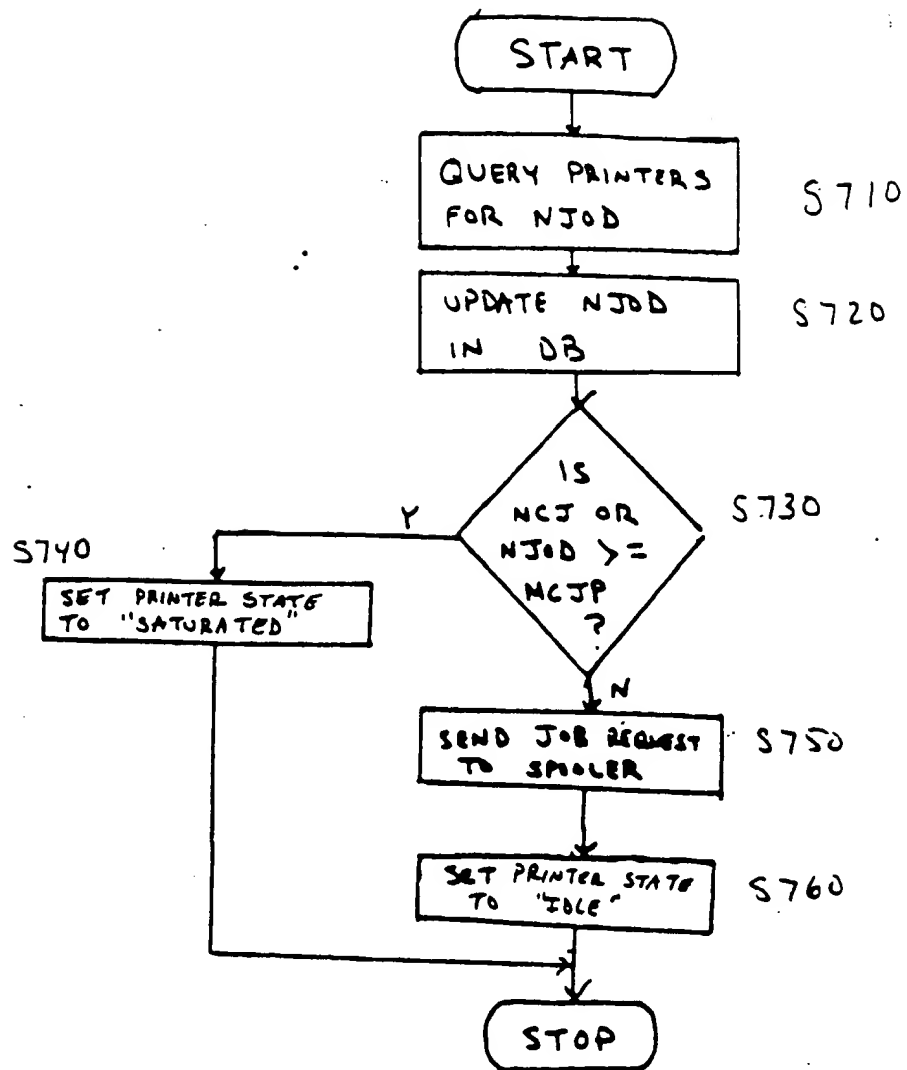 START
QUERY PRINTERS
FOR NJOD
S710
UPDATE NJOD
IN DB
S720
IS
NCJ OR
NJOD >=
MCJP
?
S730
Y
S740
SET PRINTER STATE
TO "SATURATED"
N
SEND JOB REQUEST
TO SPOOLER
S750
SET PRINTER STATE
TO "IDLE"
S760
STOP